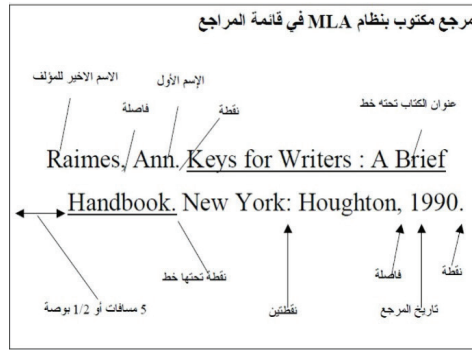 مرجع مكتوب بنظام MLA في قائمة المراجع
الاسم الاخير للمؤلف
فاصلة
الإسم الأول
نقطة
عنوان الكتاب تحته خط
Raimes, Ann. Keys for Writers : A Brief
Handbook. New York: Houghton, 1990.
5 مسافات أو 1/2 بوصة
نقطة تحتها خط
نقطتين
فاصلة
تاريخ المرجع
نقطة